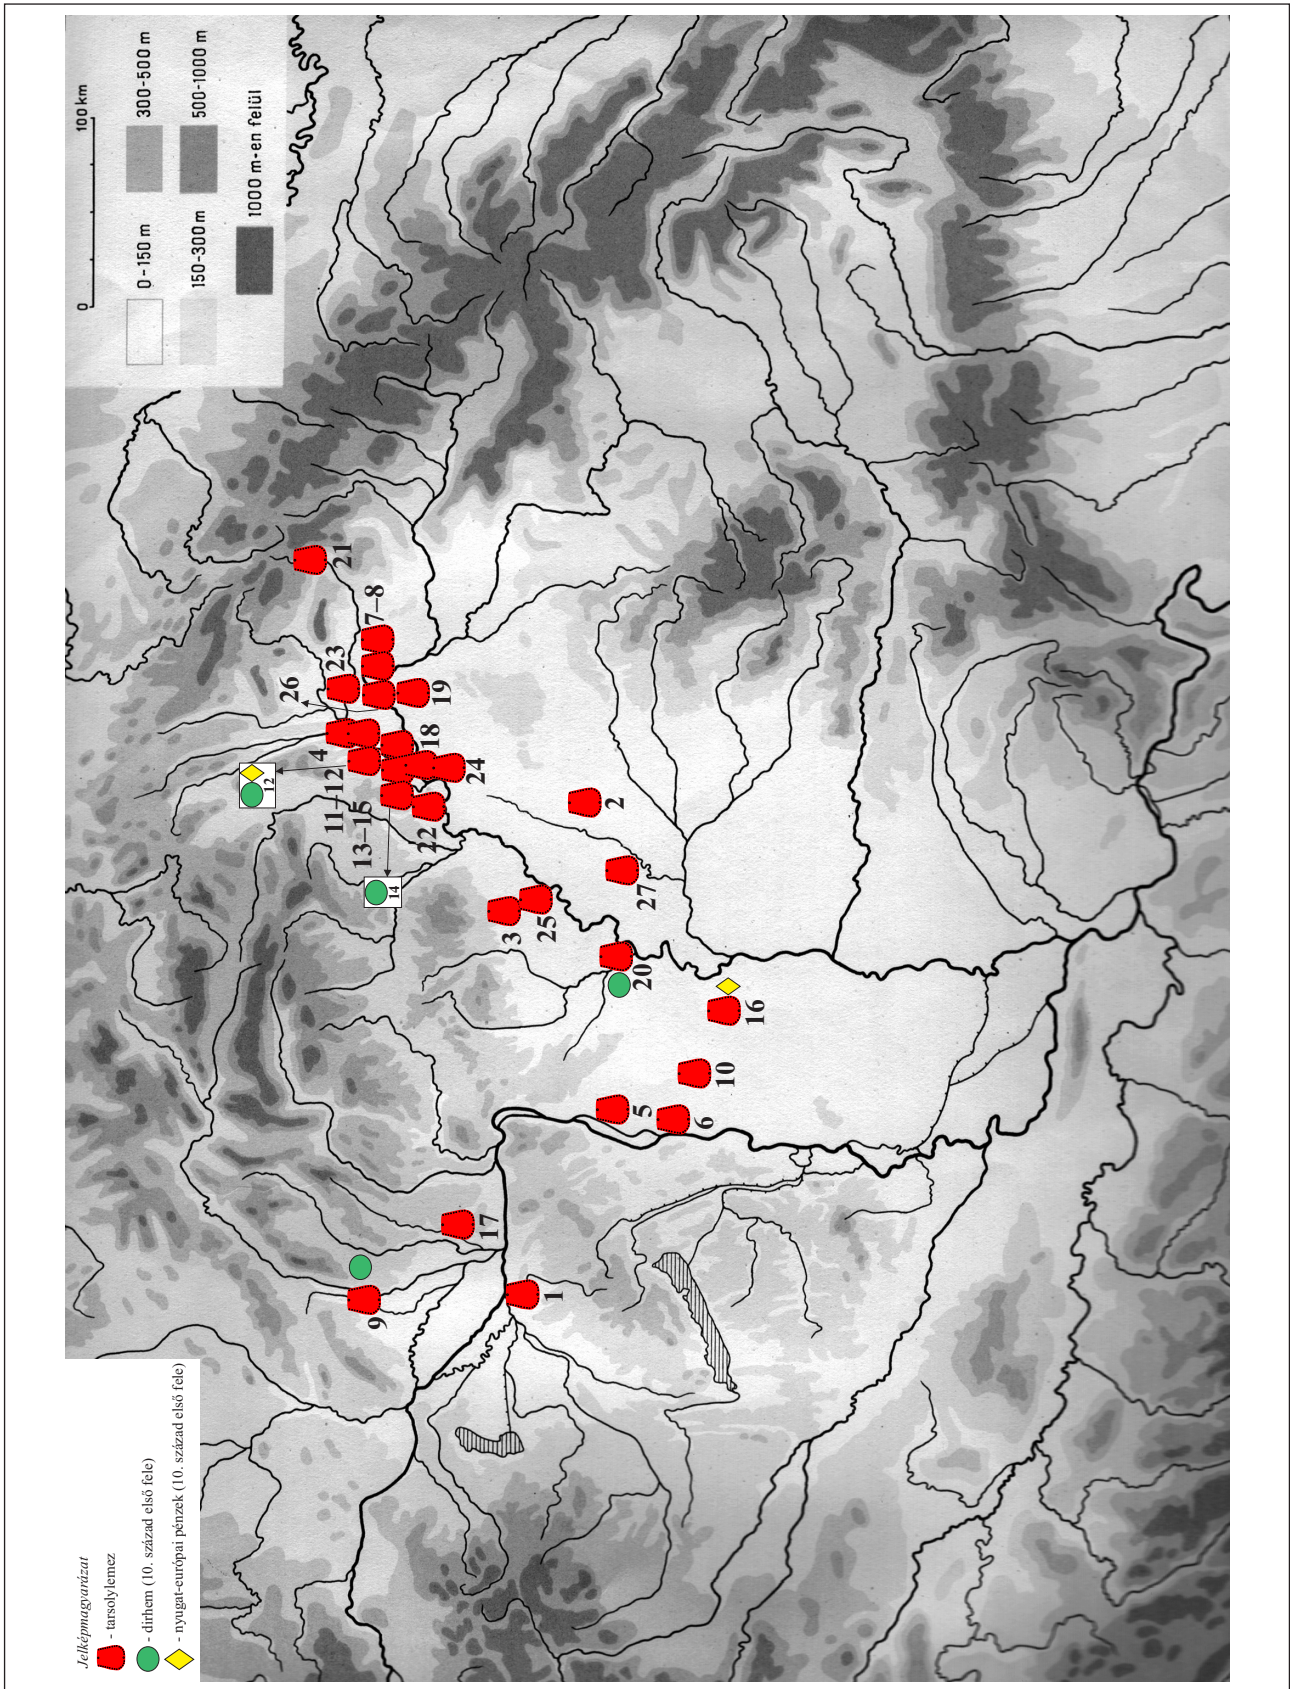 Jelképmagyarázat
- tarsolylemez
- dirhem (10. század első fele)
- nyugat-európai pénzek (10. század első fele)
0 100 km
0-150 m
300-500 m
150-300 m
500-1000 m
1000 m-en felül
9
17
1
12
14
4
11–12
13–15
22
26
23
7–8
21
19
18
24
2
27
3
25
20
16
10
5
6